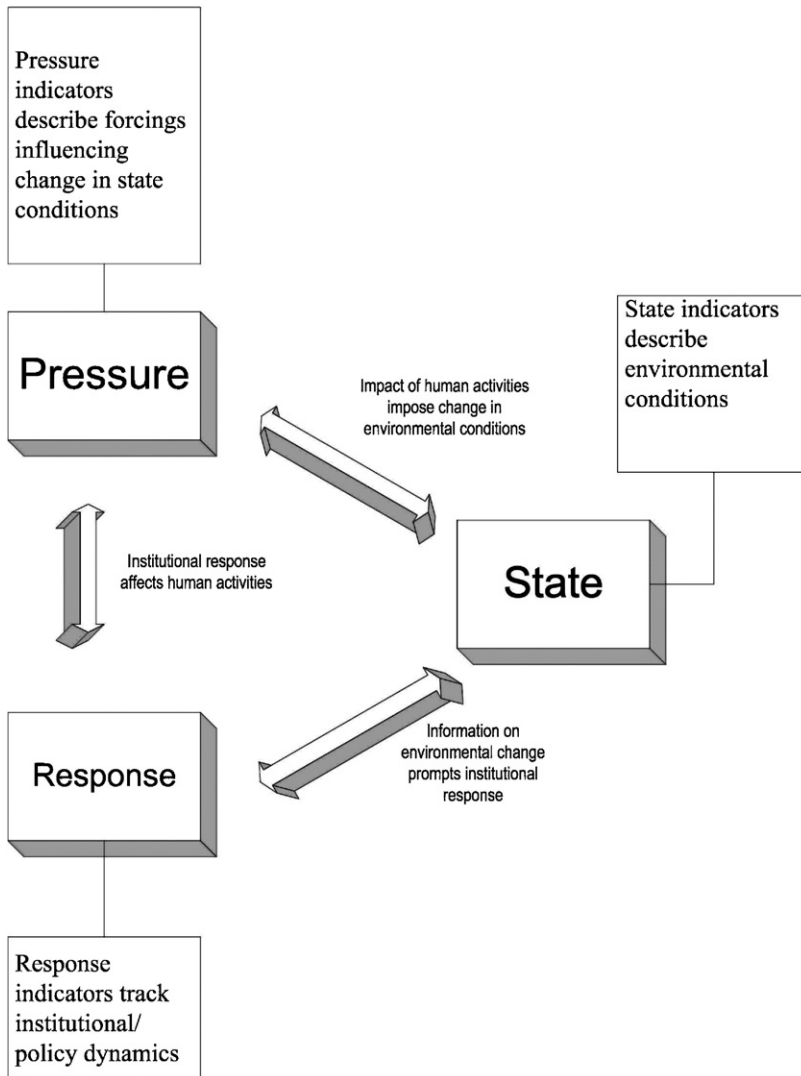 Pressure
indicators
describe forcings
influencing
change in state
conditions
Pressure
Impact of human activities
impose change in
environmental conditions
State indicators
describe
environmental
conditions
Institutional response
affects human activities
State
Response
Information on
environmental change
prompts institutional
response
Response
indicators track
institutional/
policy dynamics